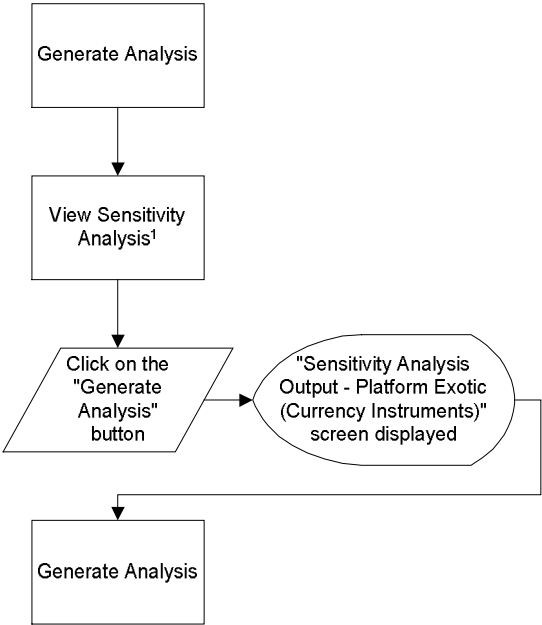 Generate Analysis
View Sensitivity
Analysis¹
Click on the
"Generate
Analysis"
button
"Sensitivity Analysis
Output - Platform Exotic
(Currency Instruments)"
screen displayed
Generate Analysis